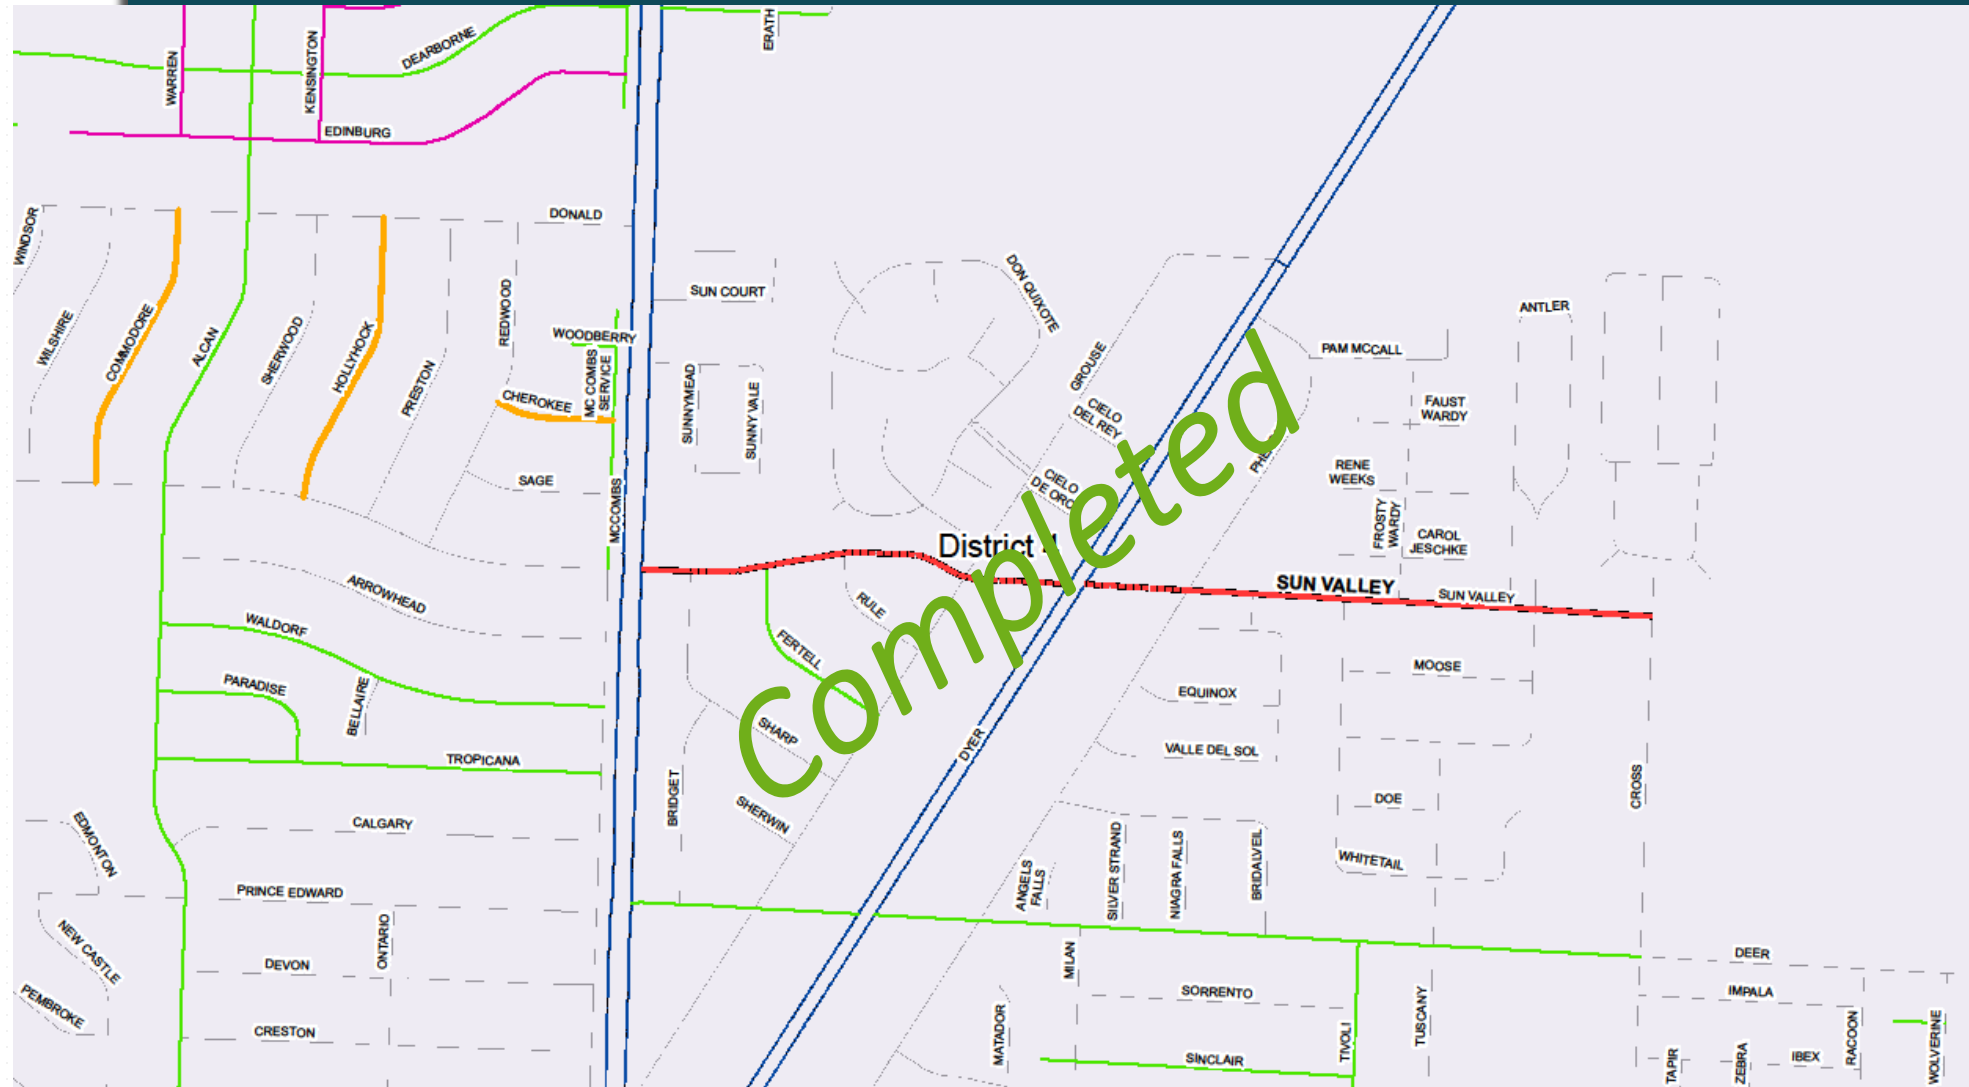 ERATH
DEARBORNE
WARREN
KENSINGTON
EDINBURG
WINDSOR
DONALD
WILSHIRE
COMMODORE
ALCAN
SHERWOOD
HOLLYHOCK
PRESTON
REDWOOD
WOODBERRY
MC COMBS
SERVICE
CHEROKEE
SAGE
MCCOMBS
SUN COURT
SUNNYMEAD
SUNNY VALE
DON QUIXOTE
GROUSE
CIELO
DEL REY
CIELO
DE ORO
ANTLER
PAM MCCALL
FAUST
WARDY
RENE
WEEKS
FROSTY
WARDY
CAROL
JESCHKE
District 4
Completed
SUN VALLEY
SUN VALLEY
ARROWHEAD
WALDORF
PARADISE
BELLAIRE
TROPICANA
RULE
FERTELL
SHARP
BRIDGET
SHERWIN
DYER
MOOSE
EQUINOX
VALLE DEL SOL
DOE
CROSS
WHITETAIL
EDMONTON
CALGARY
PRINCE EDWARD
ONTARIO
NEW CASTLE
DEVON
PEMBROKE
CRESTON
ANGELS
FALLS
SILVER STRAND
NIAGRA FALLS
BRIDALVEIL
MILAN
DEER
SORRENTO
IMPALA
MATADOR
SINCLAIR
TIVOLI
TUSCANY
TAPIR
ZEBRA
IBEX
RACOON
WOLVERINE